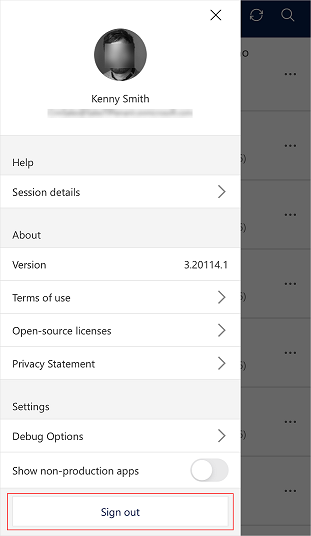 Kenny Smith
Help
Session details
About
Version 3.20114.1
Terms of use
Open-source licenses
Privacy Statement
Settings
Debug Options
Show non-production apps
Sign out